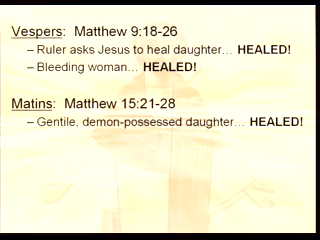 Vespers:  Matthew 9:18-26
– Ruler asks Jesus to heal daughter… HEALED!
– Bleeding woman… HEALED!
Matins:  Matthew 15:21-28
– Gentile, demon-possessed daughter… HEALED!